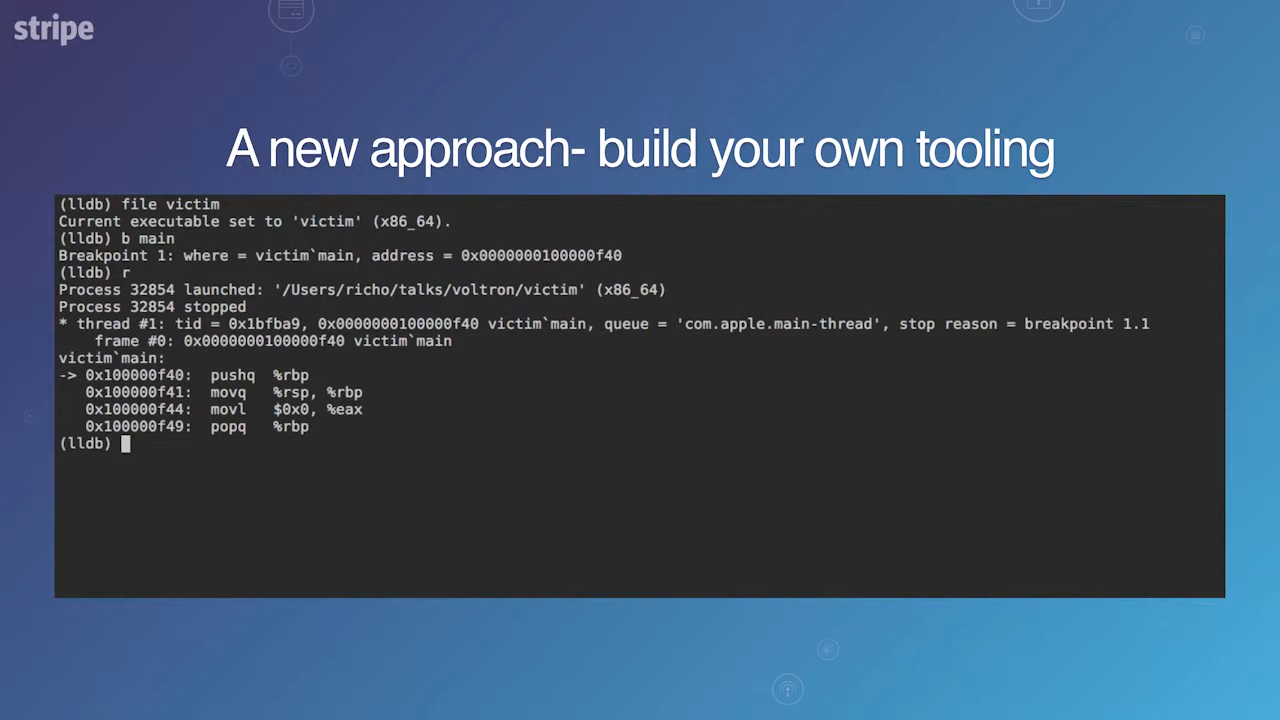 stripe
A new approach- build your own tooling
(lldb) file victim
Current executable set to 'victim' (x86_64).
(lldb) b main
Breakpoint 1: where = victim`main, address = 0x0000000100000f40
(lldb) r
Process 32854 launched: '/Users/richo/talks/voltron/victim' (x86_64)
Process 32854 stopped
* thread #1: tid = 0x1bfba9, 0x0000000100000f40 victim`main, queue = 'com.apple.main-thread', stop reason = breakpoint 1.1
    frame #0: 0x0000000100000f40 victim`main
victim`main:
-> 0x100000f40:  pushq  %rbp
   0x100000f41:  movq   %rsp, %rbp
   0x100000f44:  movl   $0x0, %eax
   0x100000f49:  popq   %rbp
(lldb)